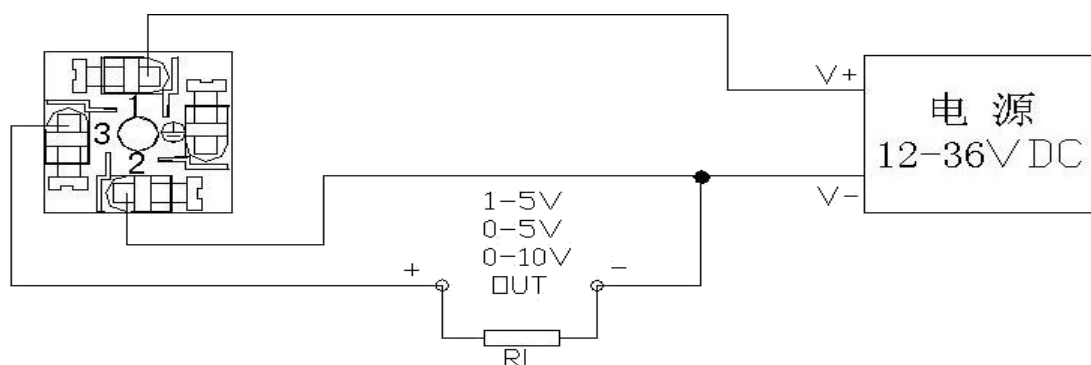 1
3
2
V+
电 源
12-36V DC
V-
1-5V
0-5V
0-10V
+
OUT
-
RL